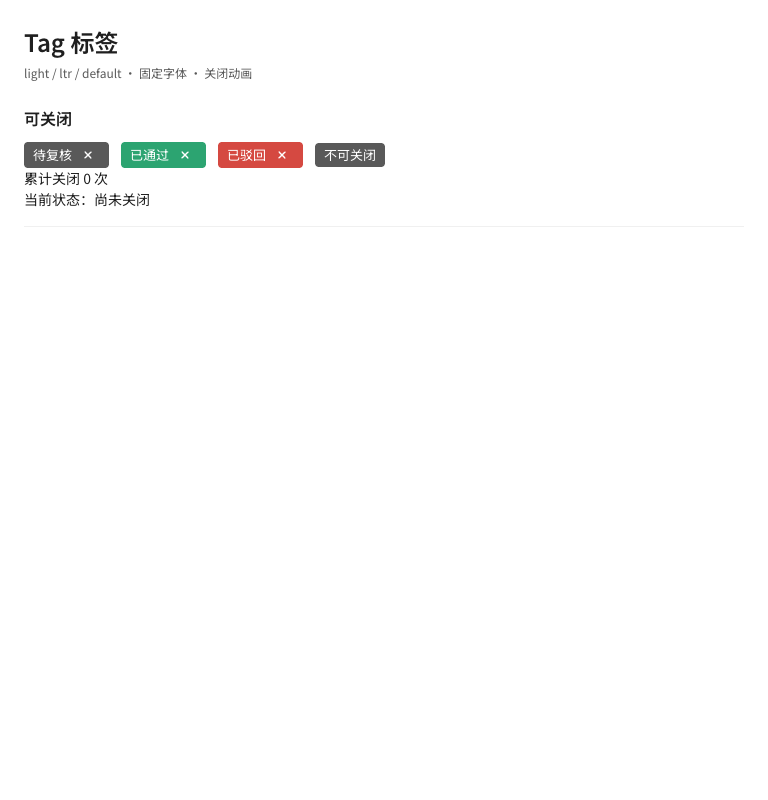 Tag 标签
light / ltr / default · 固定字体 · 关闭动画
可关闭
待复核 × 已通过 × 已驳回 × 不可关闭
累计关闭 0 次
当前状态：尚未关闭